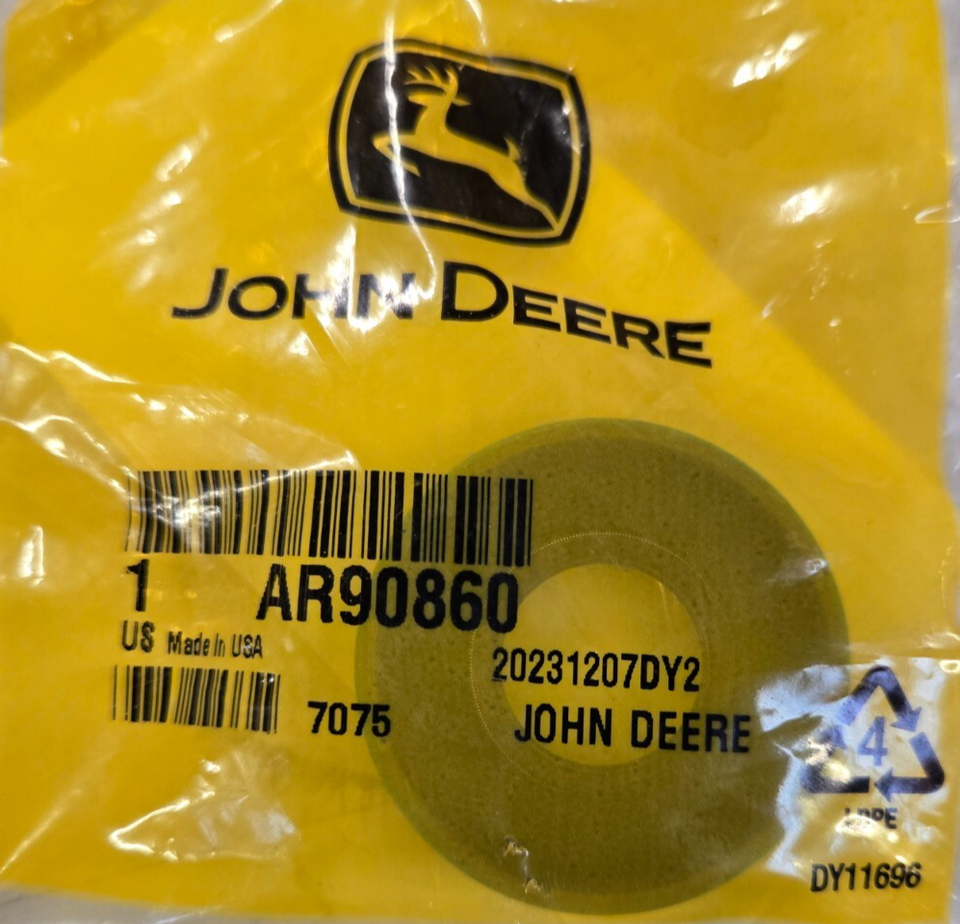 JOHN DEERE
1 AR90860
US Made in USA
20231207DY2
7075 JOHN DEERE
4
LDPE
DY11696